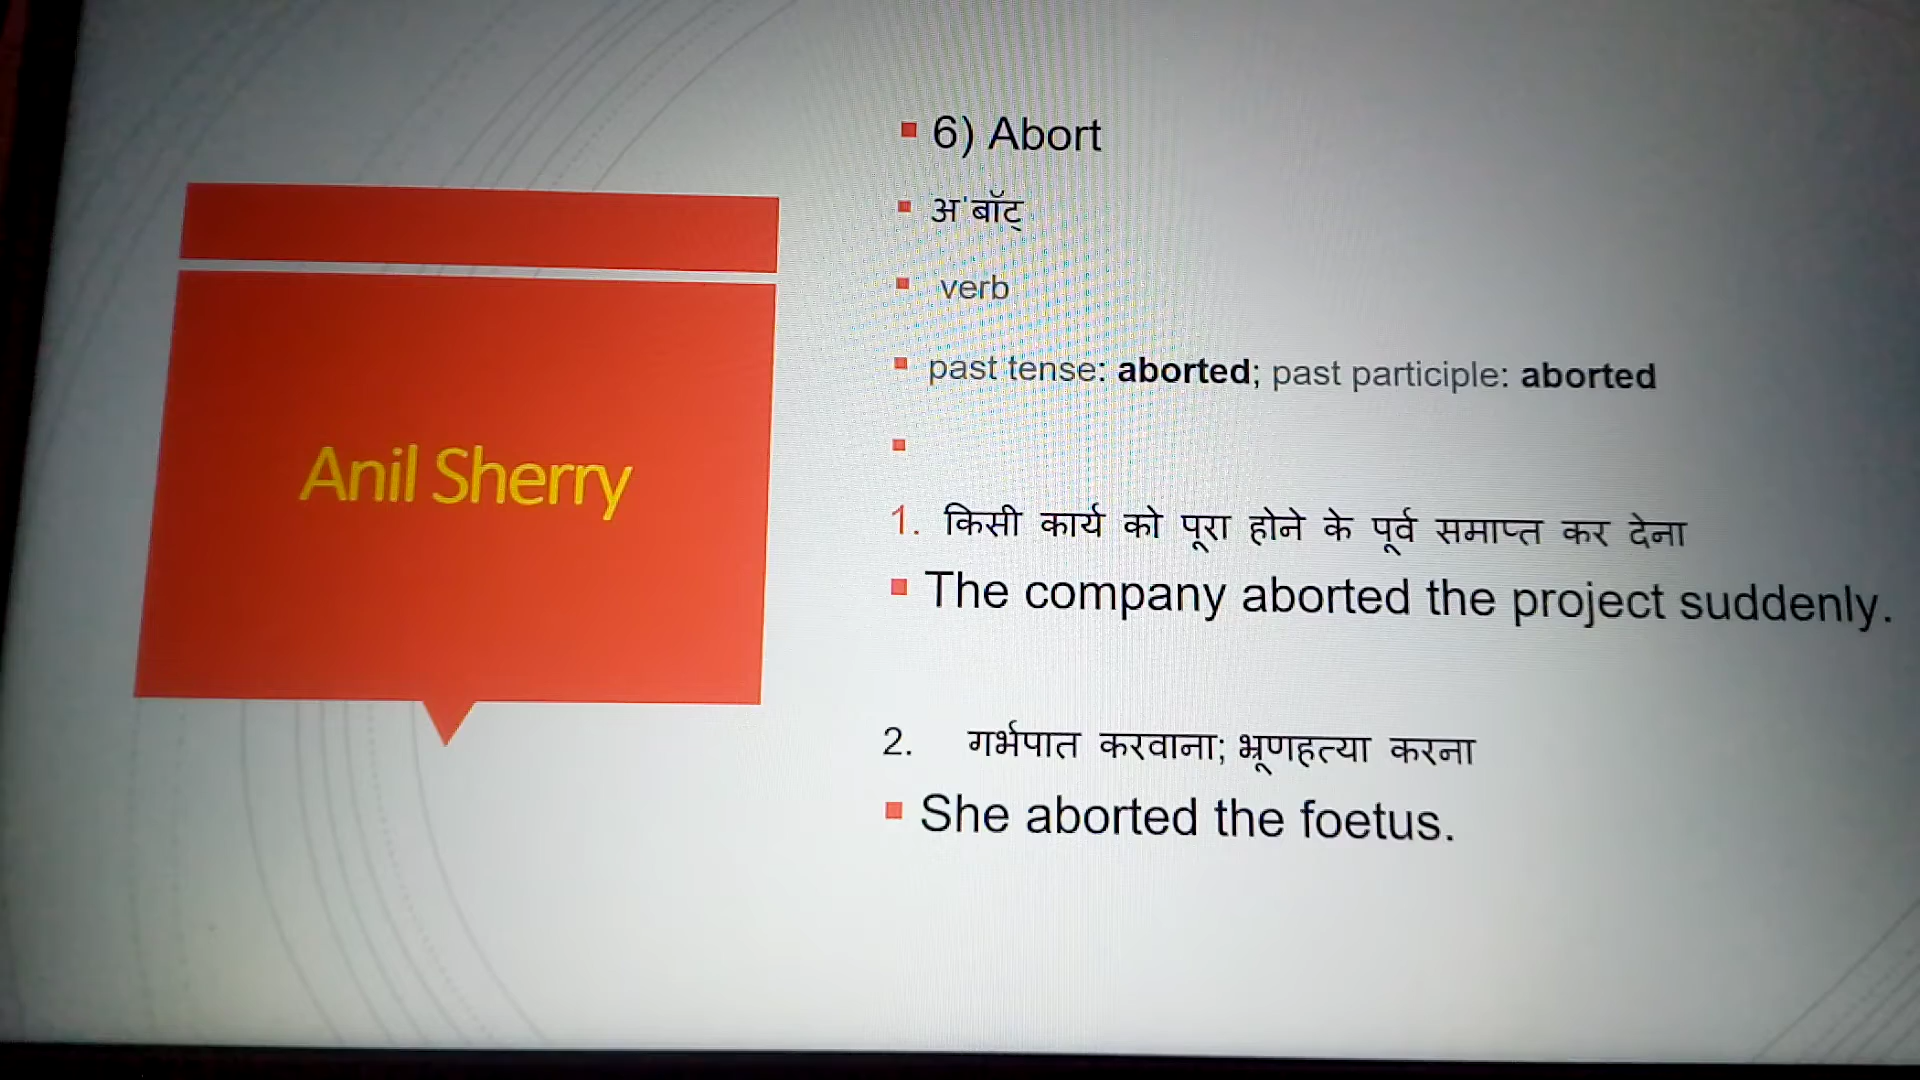 Anil Sherry
6) Abort
अ'बॉट्
verb
past tense: aborted; past participle: aborted
1. किसी कार्य को पूरा होने के पूर्व समाप्त कर देना
The company aborted the project suddenly.
2. गर्भपात करवाना; भ्रूणहत्या करना
She aborted the foetus.